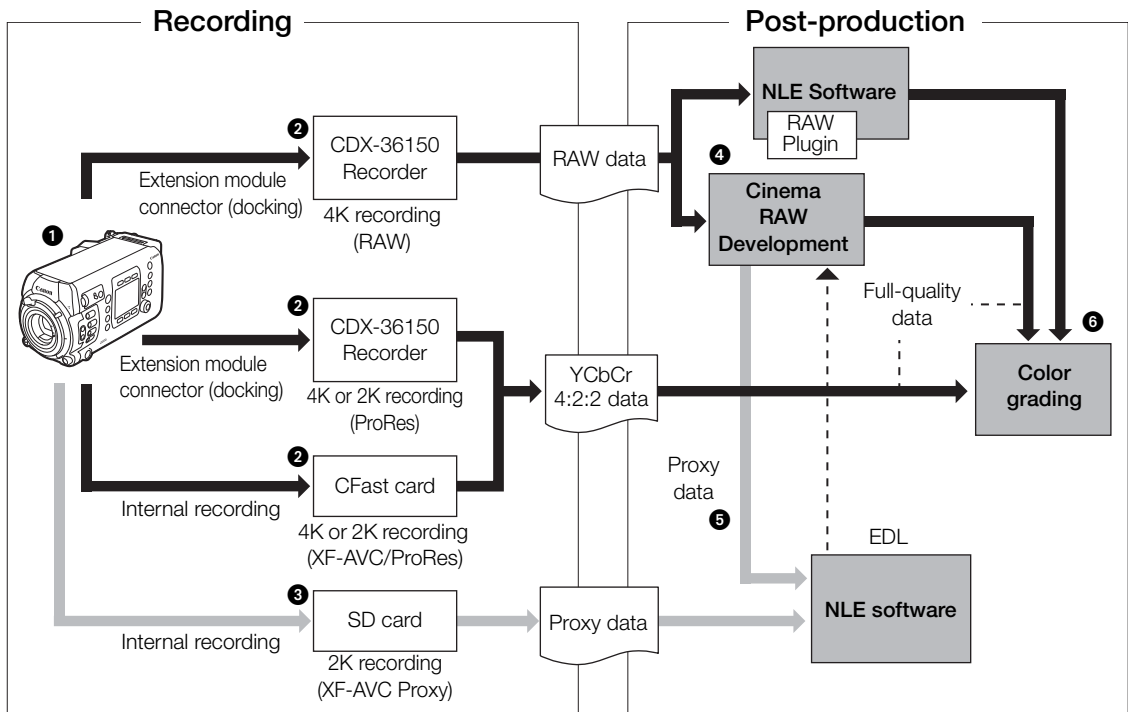 Recording
Post-production
❶
Canon
Extension module
connector (docking)
❷
CDX-36150
Recorder
4K recording
(RAW)
RAW data
NLE Software
RAW
Plugin
❹
Cinema
RAW
Development
Extension module
connector (docking)
❷
CDX-36150
Recorder
4K or 2K recording
(ProRes)
YCbCr
4:2:2 data
Full-quality
data
❻
Color
grading
Internal recording
❷
CFast card
4K or 2K recording
(XF-AVC/ProRes)
Proxy
data
❺
EDL
NLE software
Internal recording
❸
SD card
2K recording
(XF-AVC Proxy)
Proxy data